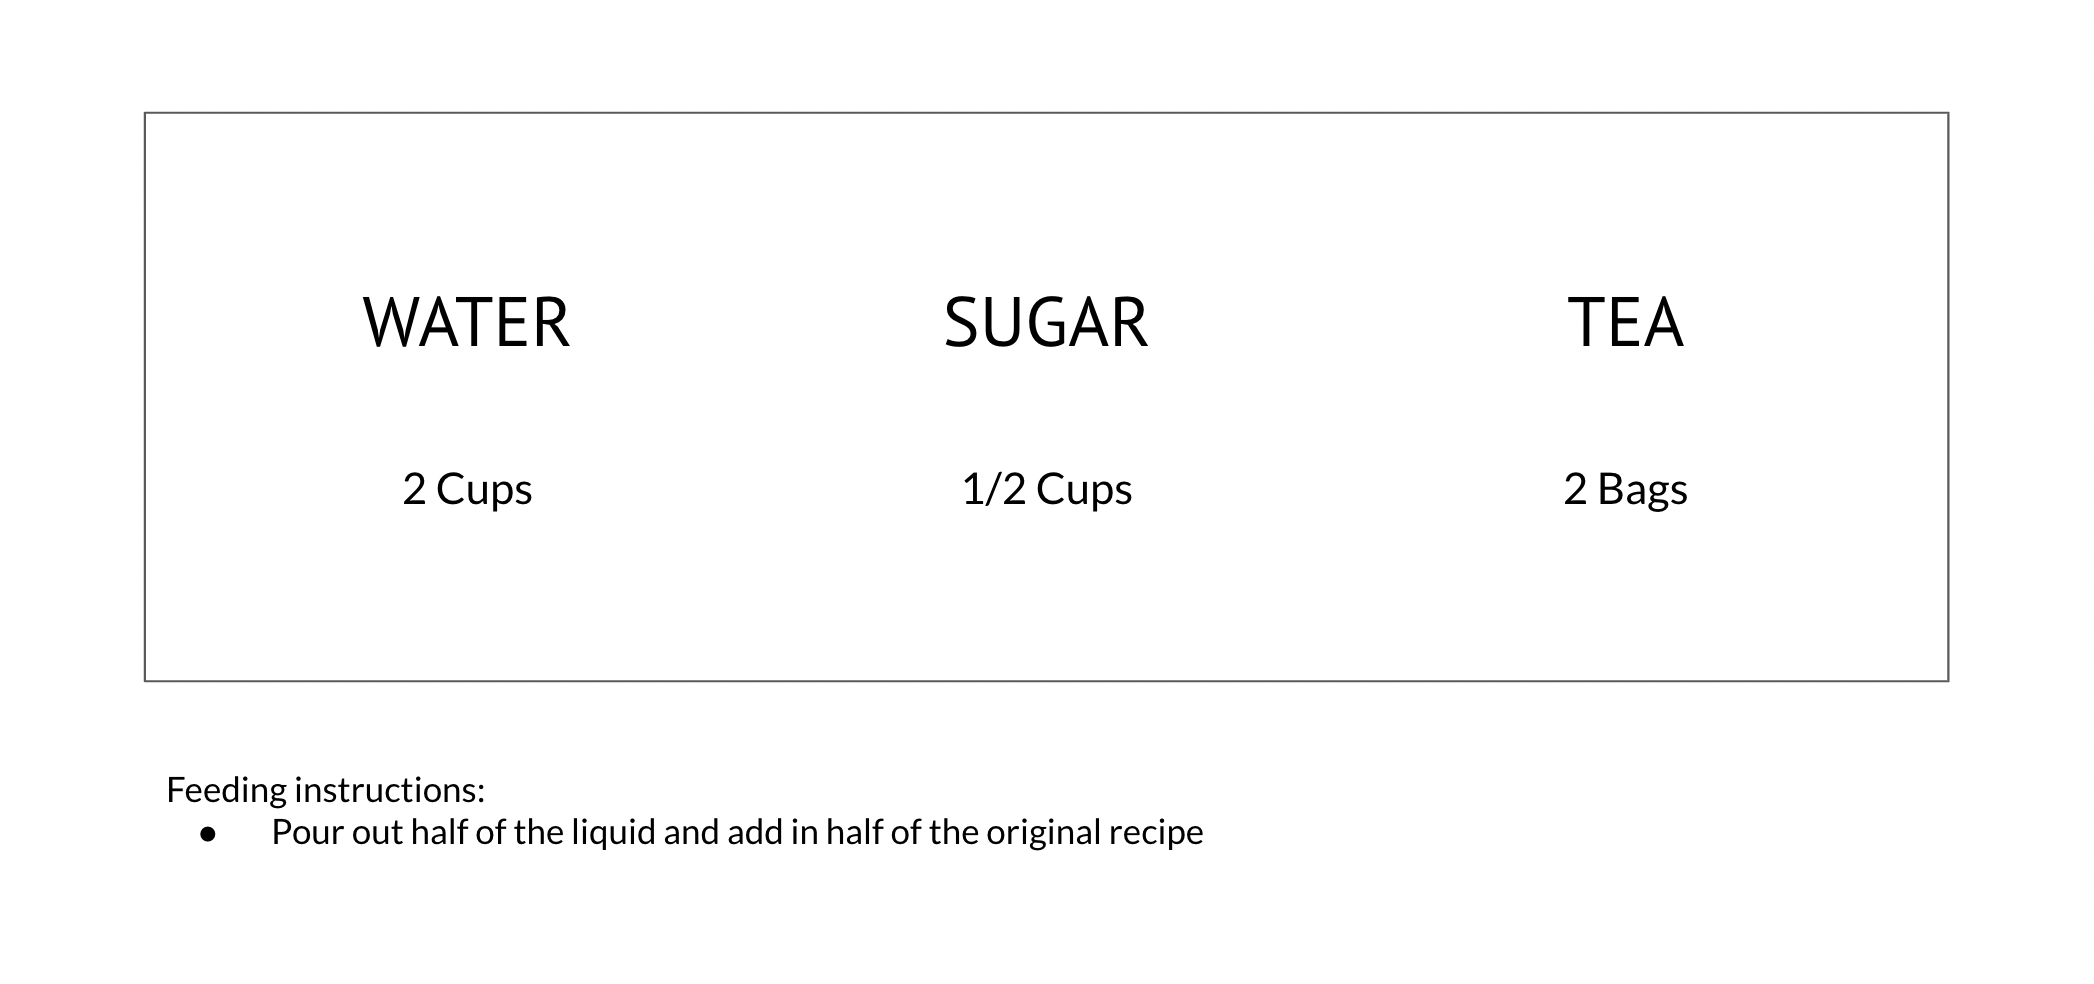 WATER SUGAR TEA
2 Cups 1/2 Cups 2 Bags
Feeding instructions:
● Pour out half of the liquid and add in half of the original recipe